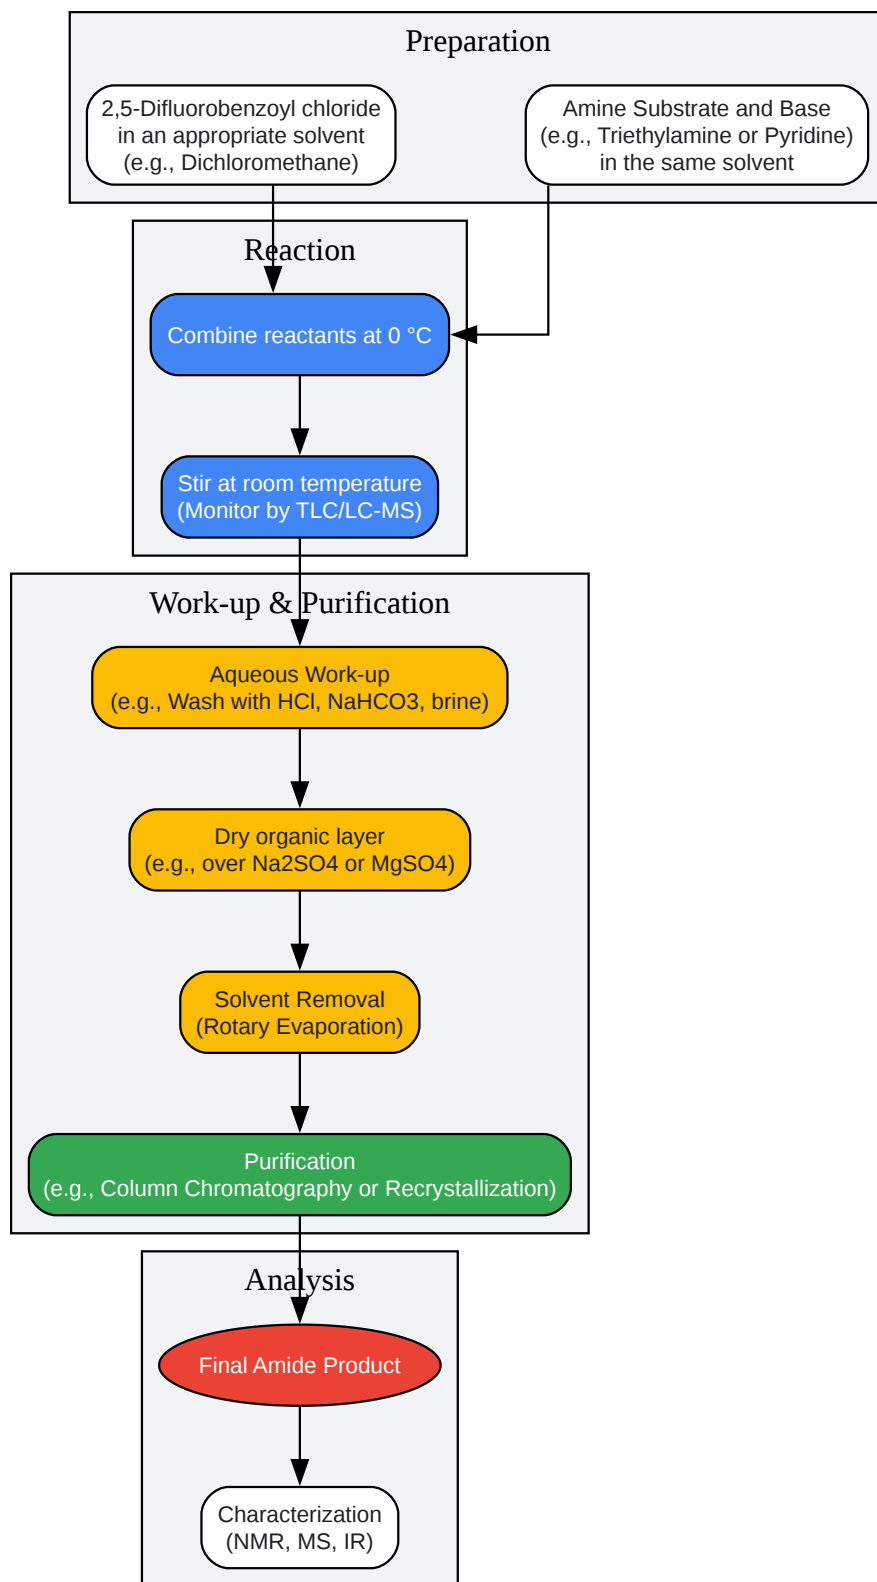 Preparation
2,5-Difluorobenzoyl chloride
in an appropriate solvent
(e.g., Dichloromethane)
Amine Substrate and Base
(e.g., Triethylamine or Pyridine)
in the same solvent
Reaction
Combine reactants at 0 °C
Stir at room temperature
(Monitor by TLC/LC-MS)
Work-up & Purification
Aqueous Work-up
(e.g., Wash with HCl, NaHCO3, brine)
Dry organic layer
(e.g., over Na2SO4 or MgSO4)
Solvent Removal
(Rotary Evaporation)
Purification
(e.g., Column Chromatography or Recrystallization)
Analysis
Final Amide Product
Characterization
(NMR, MS, IR)